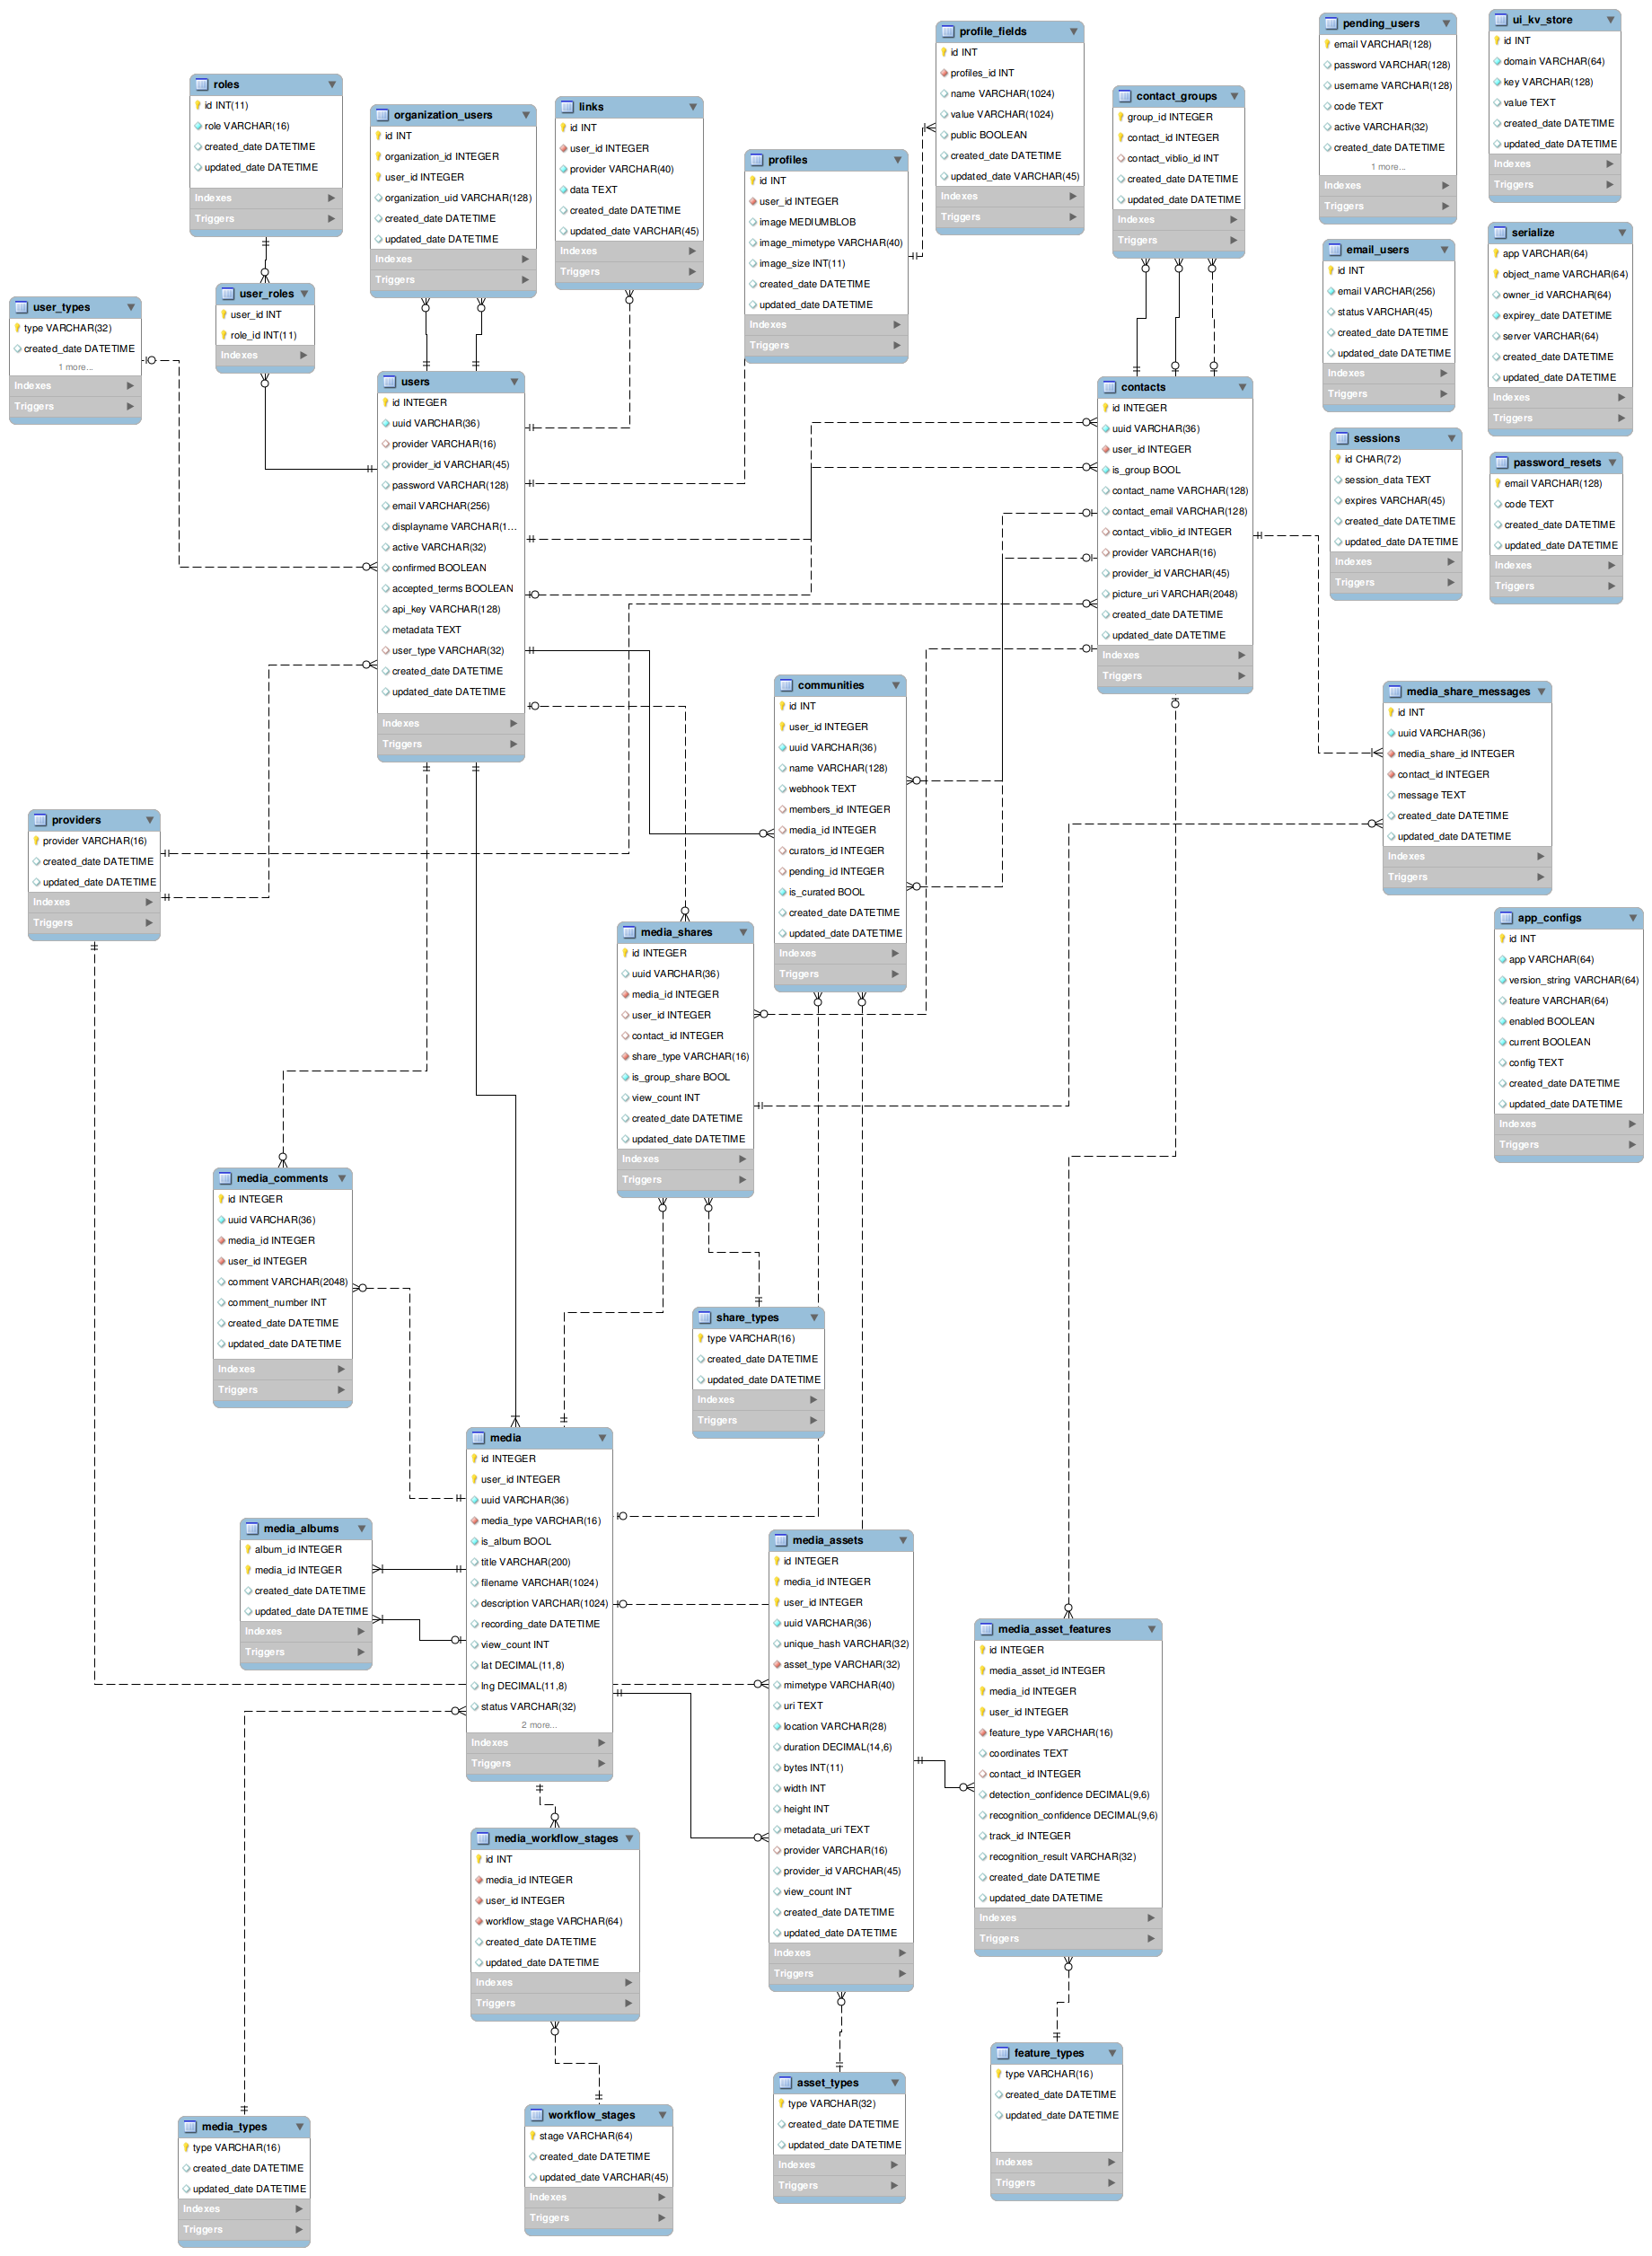 roles
id INT(11)
role VARCHAR(16)
created_date DATETIME
updated_date DATETIME
Indexes
Triggers
organization_users
id INT
organization_id INTEGER
user_id INTEGER
organization_uid VARCHAR(128)
created_date DATETIME
updated_date DATETIME
Indexes
Triggers
links
id INT
user_id INTEGER
provider VARCHAR(40)
data TEXT
created_date DATETIME
updated_date VARCHAR(45)
Indexes
Triggers
profiles
id INT
user_id INTEGER
image MEDIUMBLOB
image_mimetype VARCHAR(40)
image_size INT(11)
created_date DATETIME
updated_date DATETIME
Indexes
Triggers
profile_fields
id INT
profiles_id INT
name VARCHAR(1024)
value VARCHAR(1024)
public BOOLEAN
created_date DATETIME
updated_date VARCHAR(45)
Indexes
Triggers
contact_groups
group_id INTEGER
contact_id INTEGER
contact_viblio_id INT
created_date DATETIME
updated_date DATETIME
Indexes
Triggers
pending_users
email VARCHAR(128)
password VARCHAR(128)
username VARCHAR(128)
code TEXT
active VARCHAR(32)
created_date DATETIME
1 more...
Indexes
Triggers
ui_kv_store
id INT
domain VARCHAR(64)
key VARCHAR(128)
value TEXT
created_date DATETIME
updated_date DATETIME
Indexes
Triggers
user_types
type VARCHAR(32)
created_date DATETIME
1 more...
Indexes
Triggers
user_roles
user_id INT
role_id INT(11)
Indexes
users
id INTEGER
uuid VARCHAR(36)
provider VARCHAR(16)
provider_id VARCHAR(45)
password VARCHAR(128)
email VARCHAR(256)
displayname VARCHAR(1...
active VARCHAR(32)
confirmed BOOLEAN
accepted_terms BOOLEAN
api_key VARCHAR(128)
metadata TEXT
user_type VARCHAR(32)
created_date DATETIME
updated_date DATETIME
Indexes
Triggers
contacts
id INTEGER
uuid VARCHAR(36)
user_id INTEGER
is_group BOOL
contact_name VARCHAR(128)
contact_email VARCHAR(128)
contact_viblio_id INTEGER
provider VARCHAR(16)
provider_id VARCHAR(45)
picture_uri VARCHAR(2048)
created_date DATETIME
updated_date DATETIME
Indexes
Triggers
email_users
id INT
email VARCHAR(256)
status VARCHAR(45)
created_date DATETIME
updated_date DATETIME
Indexes
Triggers
serialize
app VARCHAR(64)
object_name VARCHAR(64)
owner_id VARCHAR(64)
expirey_date DATETIME
server VARCHAR(64)
created_date DATETIME
updated_date DATETIME
Indexes
Triggers
sessions
id CHAR(72)
session_data TEXT
expires VARCHAR(45)
created_date DATETIME
updated_date DATETIME
Indexes
Triggers
password_resets
email VARCHAR(128)
code TEXT
created_date DATETIME
updated_date DATETIME
Indexes
Triggers
communities
id INT
user_id INTEGER
uuid VARCHAR(36)
name VARCHAR(128)
webhook TEXT
members_id INTEGER
media_id INTEGER
curators_id INTEGER
pending_id INTEGER
is_curated BOOL
created_date DATETIME
updated_date DATETIME
Indexes
Triggers
media_share_messages
id INT
uuid VARCHAR(36)
media_share_id INTEGER
contact_id INTEGER
message TEXT
created_date DATETIME
updated_date DATETIME
Indexes
Triggers
providers
provider VARCHAR(16)
created_date DATETIME
updated_date DATETIME
Indexes
Triggers
media_shares
id INTEGER
uuid VARCHAR(36)
media_id INTEGER
user_id INTEGER
contact_id INTEGER
share_type VARCHAR(16)
is_group_share BOOL
view_count INT
created_date DATETIME
updated_date DATETIME
Indexes
Triggers
app_configs
id INT
app VARCHAR(64)
version_string VARCHAR(64)
feature VARCHAR(64)
enabled BOOLEAN
current BOOLEAN
config TEXT
created_date DATETIME
updated_date DATETIME
Indexes
Triggers
media_comments
id INTEGER
uuid VARCHAR(36)
media_id INTEGER
user_id INTEGER
comment VARCHAR(2048)
comment_number INT
created_date DATETIME
updated_date DATETIME
Indexes
Triggers
share_types
type VARCHAR(16)
created_date DATETIME
updated_date DATETIME
Indexes
Triggers
media
id INTEGER
user_id INTEGER
uuid VARCHAR(36)
media_type VARCHAR(16)
is_album BOOL
title VARCHAR(200)
filename VARCHAR(1024)
description VARCHAR(1024)
recording_date DATETIME
view_count INT
lat DECIMAL(11,8)
lng DECIMAL(11,8)
status VARCHAR(32)
2 more...
Indexes
Triggers
media_albums
album_id INTEGER
media_id INTEGER
created_date DATETIME
updated_date DATETIME
Indexes
Triggers
media_assets
id INTEGER
media_id INTEGER
user_id INTEGER
uuid VARCHAR(36)
unique_hash VARCHAR(32)
asset_type VARCHAR(32)
mimetype VARCHAR(40)
uri TEXT
location VARCHAR(28)
duration DECIMAL(14,6)
bytes INT(11)
width INT
height INT
metadata_uri TEXT
provider VARCHAR(16)
provider_id VARCHAR(45)
view_count INT
created_date DATETIME
updated_date DATETIME
Indexes
Triggers
media_asset_features
id INTEGER
media_asset_id INTEGER
media_id INTEGER
user_id INTEGER
feature_type VARCHAR(16)
coordinates TEXT
contact_id INTEGER
detection_confidence DECIMAL(9,6)
recognition_confidence DECIMAL(9,6)
track_id INTEGER
recognition_result VARCHAR(32)
created_date DATETIME
updated_date DATETIME
Indexes
Triggers
media_workflow_stages
id INT
media_id INTEGER
user_id INTEGER
workflow_stage VARCHAR(64)
created_date DATETIME
updated_date DATETIME
Indexes
Triggers
media_types
type VARCHAR(16)
created_date DATETIME
updated_date DATETIME
Indexes
Triggers
workflow_stages
stage VARCHAR(64)
created_date DATETIME
updated_date VARCHAR(45)
Indexes
Triggers
asset_types
type VARCHAR(32)
created_date DATETIME
updated_date DATETIME
Indexes
Triggers
feature_types
type VARCHAR(16)
created_date DATETIME
updated_date DATETIME
Indexes
Triggers